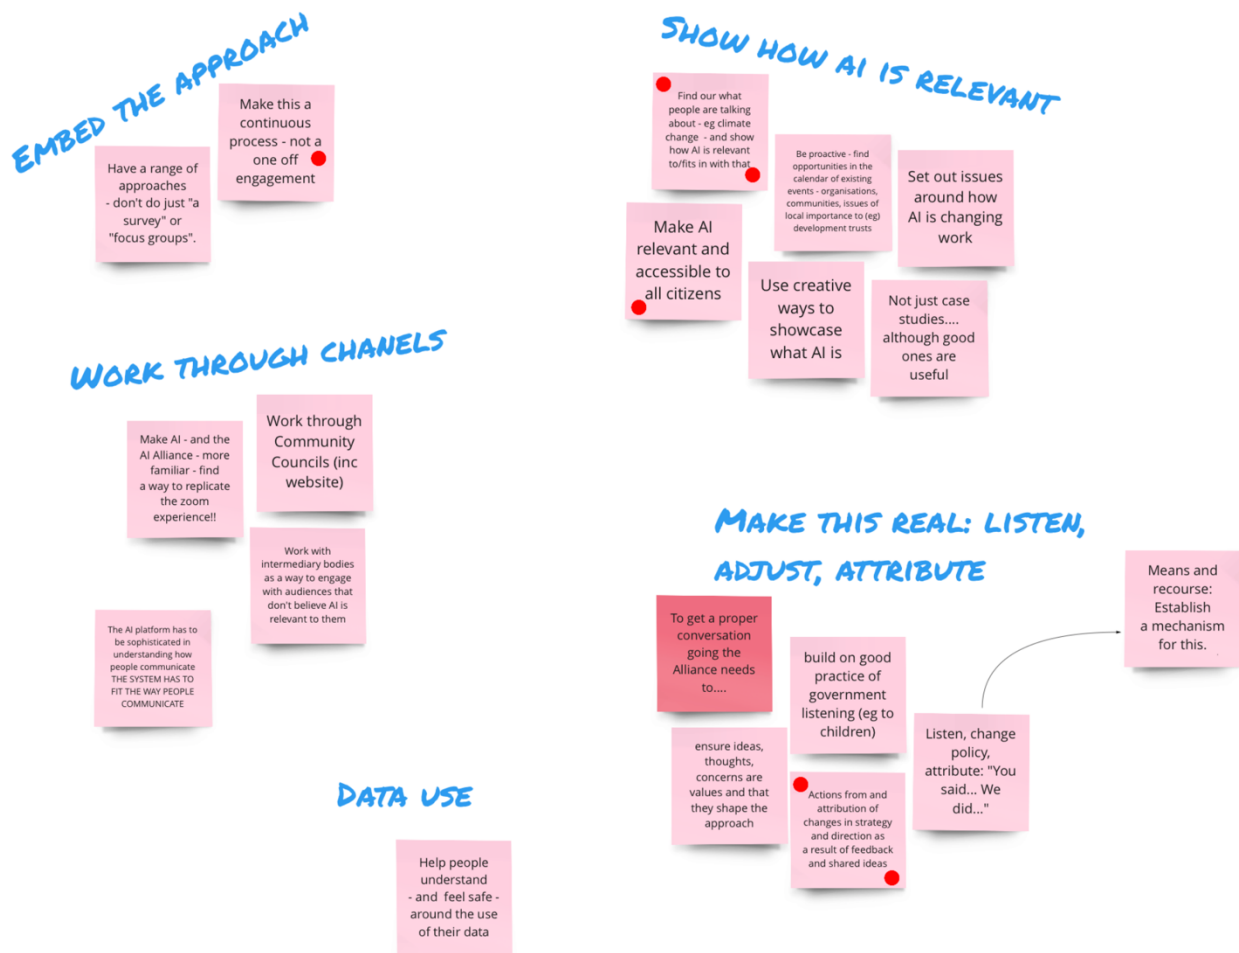 EMBED THE APPROACH
Make this a
continuous
process - not a
one off
engagement
Have a range of
approaches
- don't do just "a
survey" or
"focus groups".
SHOW HOW AI IS RELEVANT
Find our what
people are talking
about - eg climate
change - and show
how AI is relevant
to/fits in with that
Be proactive - find
opportunities in the
calendar of existing
events - organisations,
communities, issues of
local importance to (eg)
development trusts
Set out issues
around how
AI is changing
work
Make AI
relevant and
accessible to
all citizens
Use creative
ways to
showcase
what AI is
Not just case
studies....
although good
ones are
useful
WORK THROUGH CHANELS
Make AI - and the
AI Alliance - more
familiar - find
a way to replicate
the zoom
experience!!
Work through
Community
Councils (inc
website)
Work with
intermediary bodies
as a way to engage
with audiences that
don't believe AI is
relevant to them
The AI platform has to
be sophisticated in
understanding how
people communicate
THE SYSTEM HAS TO
FIT THE WAY PEOPLE
COMMUNICATE
MAKE THIS REAL: LISTEN,
ADJUST, ATTRIBUTE
To get a proper
conversation
going the
Alliance needs
to....
build on good
practice of
government
listening (eg to
children)
Means and
recourse:
Establish
a mechanism
for this.
ensure ideas,
thoughts,
concerns are
values and that
they shape the
approach
Actions from and
attribution of
changes in strategy
and direction as
a result of feedback
and shared ideas
Listen, change
policy,
attribute: "You
said... We
did..."
DATA USE
Help people
understand
- and feel safe -
around the use
of their data